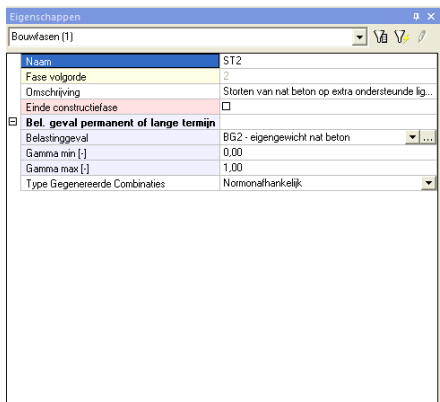 Eigenschappen
Bouwfasen (1)
Naam ST2
Fase volgorde 2
Omschrijving Storten van nat beton op extra ondersteunde lig...
Einde constructiefase
Bel. geval permanent of lange termijn
Belastinggeval BG2 - eigengewicht nat beton ...
Gamma min [-] 0,00
Gamma max [-] 1,00
Type Gegenereerde Combinaties Normonafhankelijk